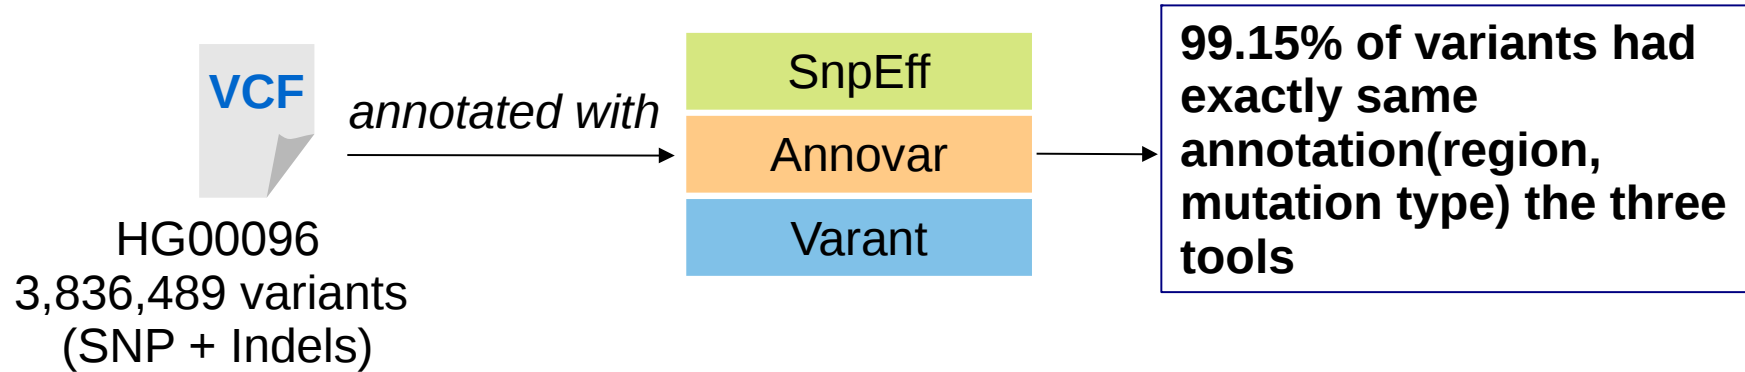 VCF
HG00096
3,836,489 variants
(SNP + Indels)
annotated with
SnpEff
Annovar
Varant
99.15% of variants had
exactly same
annotation(region,
mutation type) the three
tools